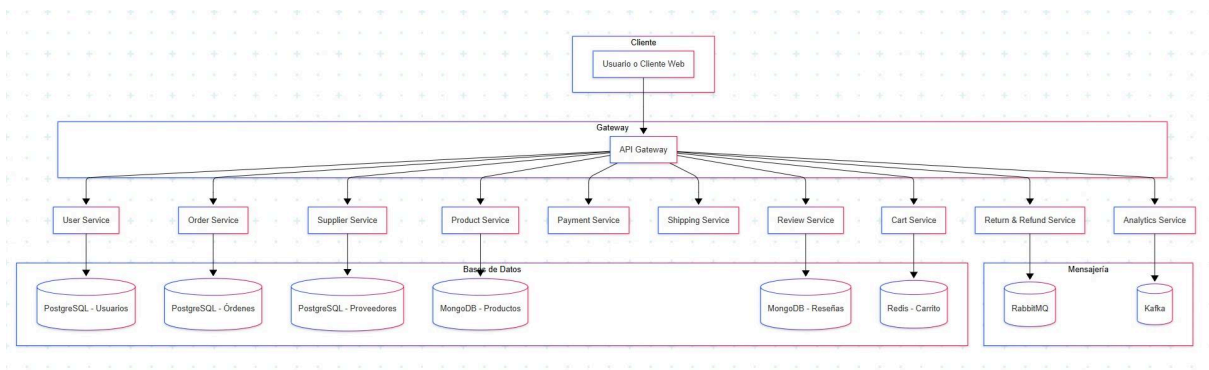 Cliente
Usuario o Cliente Web
Gateway
API Gateway
User Service
Order Service
Supplier Service
Product Service
Payment Service
Shipping Service
Review Service
Cart Service
Return & Refund Service
Analytics Service
Bases de Datos
Mensajería
PostgreSQL - Usuarios
PostgreSQL - Órdenes
PostgreSQL - Proveedores
MongoDB - Productos
MongoDB - Reseñas
Redis - Carrito
RabbitMQ
Kafka